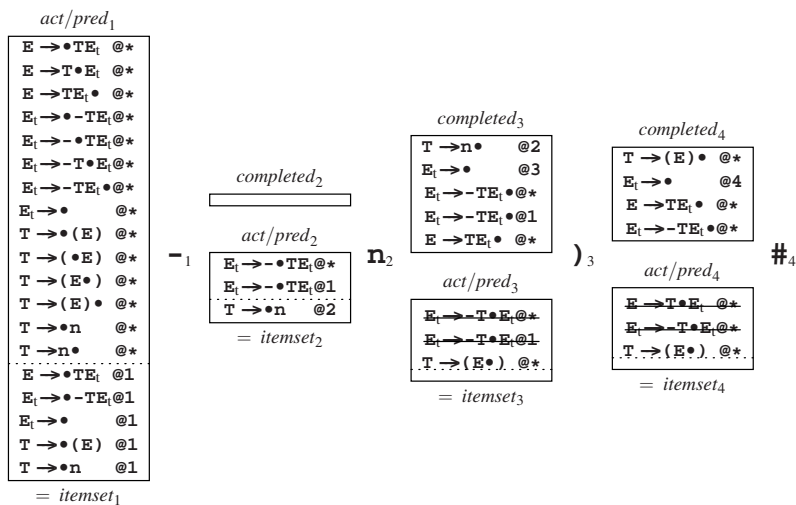 act/pred₁
E →•TEₜ @*
E →T•Eₜ @*
E →TEₜ• @*
Eₜ→•-TEₜ@*
Eₜ→-•TEₜ@*
Eₜ→-T•Eₜ@*
Eₜ→-TEₜ•@*
Eₜ→• @*
T →•(E) @*
T →(•E) @*
T →(E•) @*
T →(E)• @*
T →•n @*
T →n• @*
E →•TEₜ @1
Eₜ→•-TEₜ@1
Eₜ→• @1
T →•(E) @1
T →•n @1
= itemset₁
-₁
completed₂
act/pred₂
Eₜ→-•TEₜ@*
Eₜ→-•TEₜ@1
T →•n @2
= itemset₂
n₂
completed₃
T →n• @2
Eₜ→• @3
Eₜ→-TEₜ•@*
Eₜ→-TEₜ•@1
E →TEₜ• @*
act/pred₃
Eₜ→-T•Eₜ@*
Eₜ→-T•Eₜ@1
T →(E•) @*
= itemset₃
)₃
completed₄
T →(E)• @*
Eₜ→• @4
E →TEₜ• @*
Eₜ→-TEₜ•@*
act/pred₄
E →T•Eₜ @*
Eₜ→-T•Eₜ@*
T →(E•) @*
= itemset₄
#₄